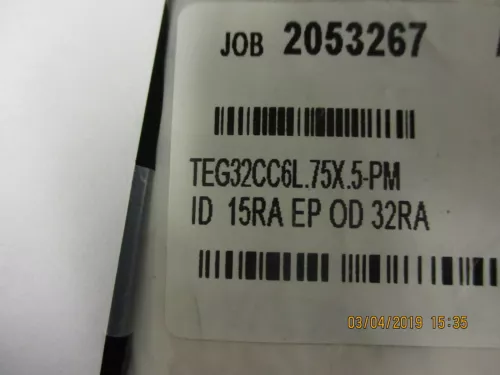 JOB 2053267
TEG32CC6L.75X.5-PM
ID 15RA EP OD 32RA
03/04/2019 15:35